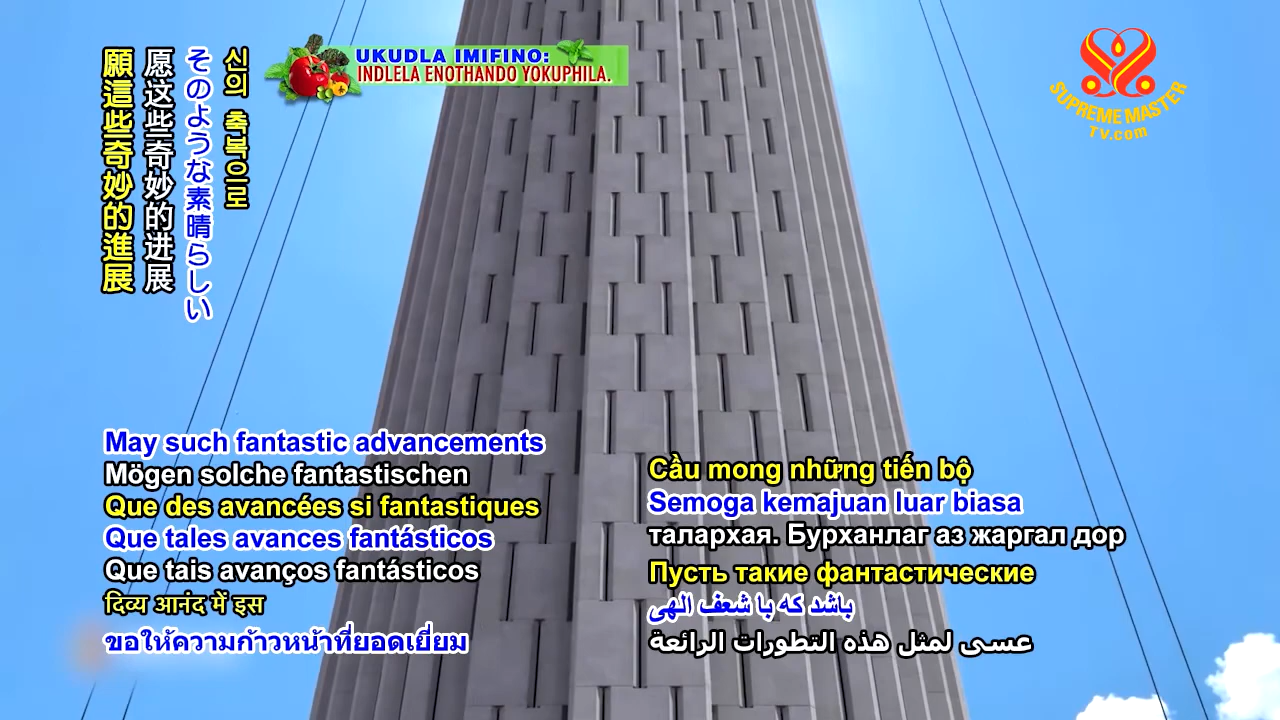 UKUDLA IMIFINO:
INDLELA ENOTHANDO YOKUPHILA.
SUPREME MASTER
TV.com
願這些奇妙的進展
愿这些奇妙的进展
そのような素晴らしい
신의 축복으로
May such fantastic advancements
Mögen solche fantastischen
Que des avancées si fantastiques
Que tales avances fantásticos
Que tais avanços fantásticos
दिव्य आनंद में इस
ขอให้ความก้าวหน้าที่ยอดเยี่ยม
Cầu mong những tiến bộ
Semoga kemajuan luar biasa
талархая. Бурханлаг аз жаргал дор
Пусть такие фантастические
باشد که با شعف الهی
عسى لمثل هذه التطورات الرائعة